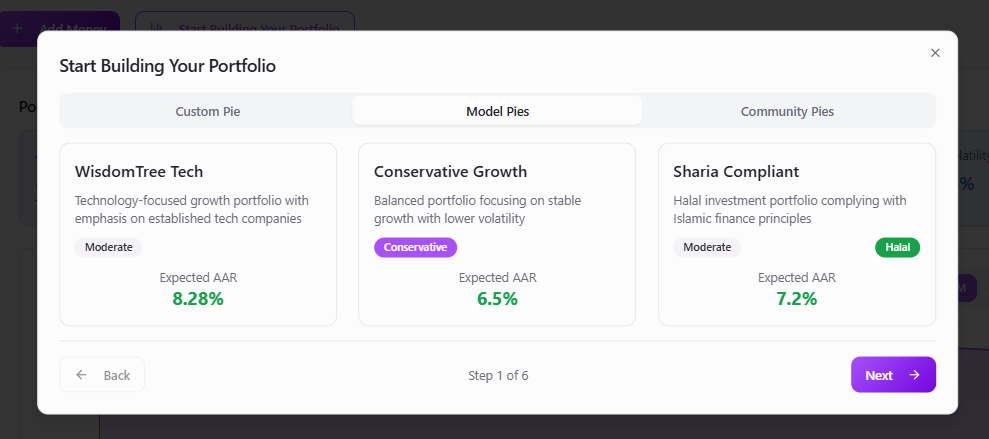 Add Money
Start Building Your Portfolio
Start Building Your Portfolio
Po
Custom Pie
Model Pies
Community Pies
WisdomTree Tech
Technology-focused growth portfolio with
emphasis on established tech companies
Moderate
Expected AAR
8.28%
Conservative Growth
Balanced portfolio focusing on stable
growth with lower volatility
Conservative
Expected AAR
6.5%
Sharia Compliant
Halal investment portfolio complying with
Islamic finance principles
Moderate
Halal
Expected AAR
7.2%
latility
%
M
Back
Step 1 of 6
Next